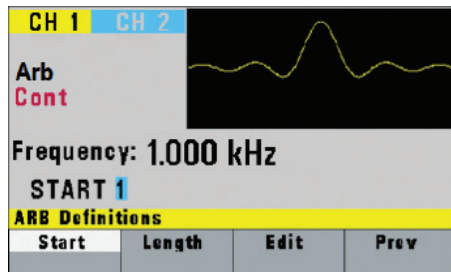 CH 1 CH 2
Arb
Cont
Frequency: 1.000 kHz
START 1
ARB Definitions
Start Length Edit Prev